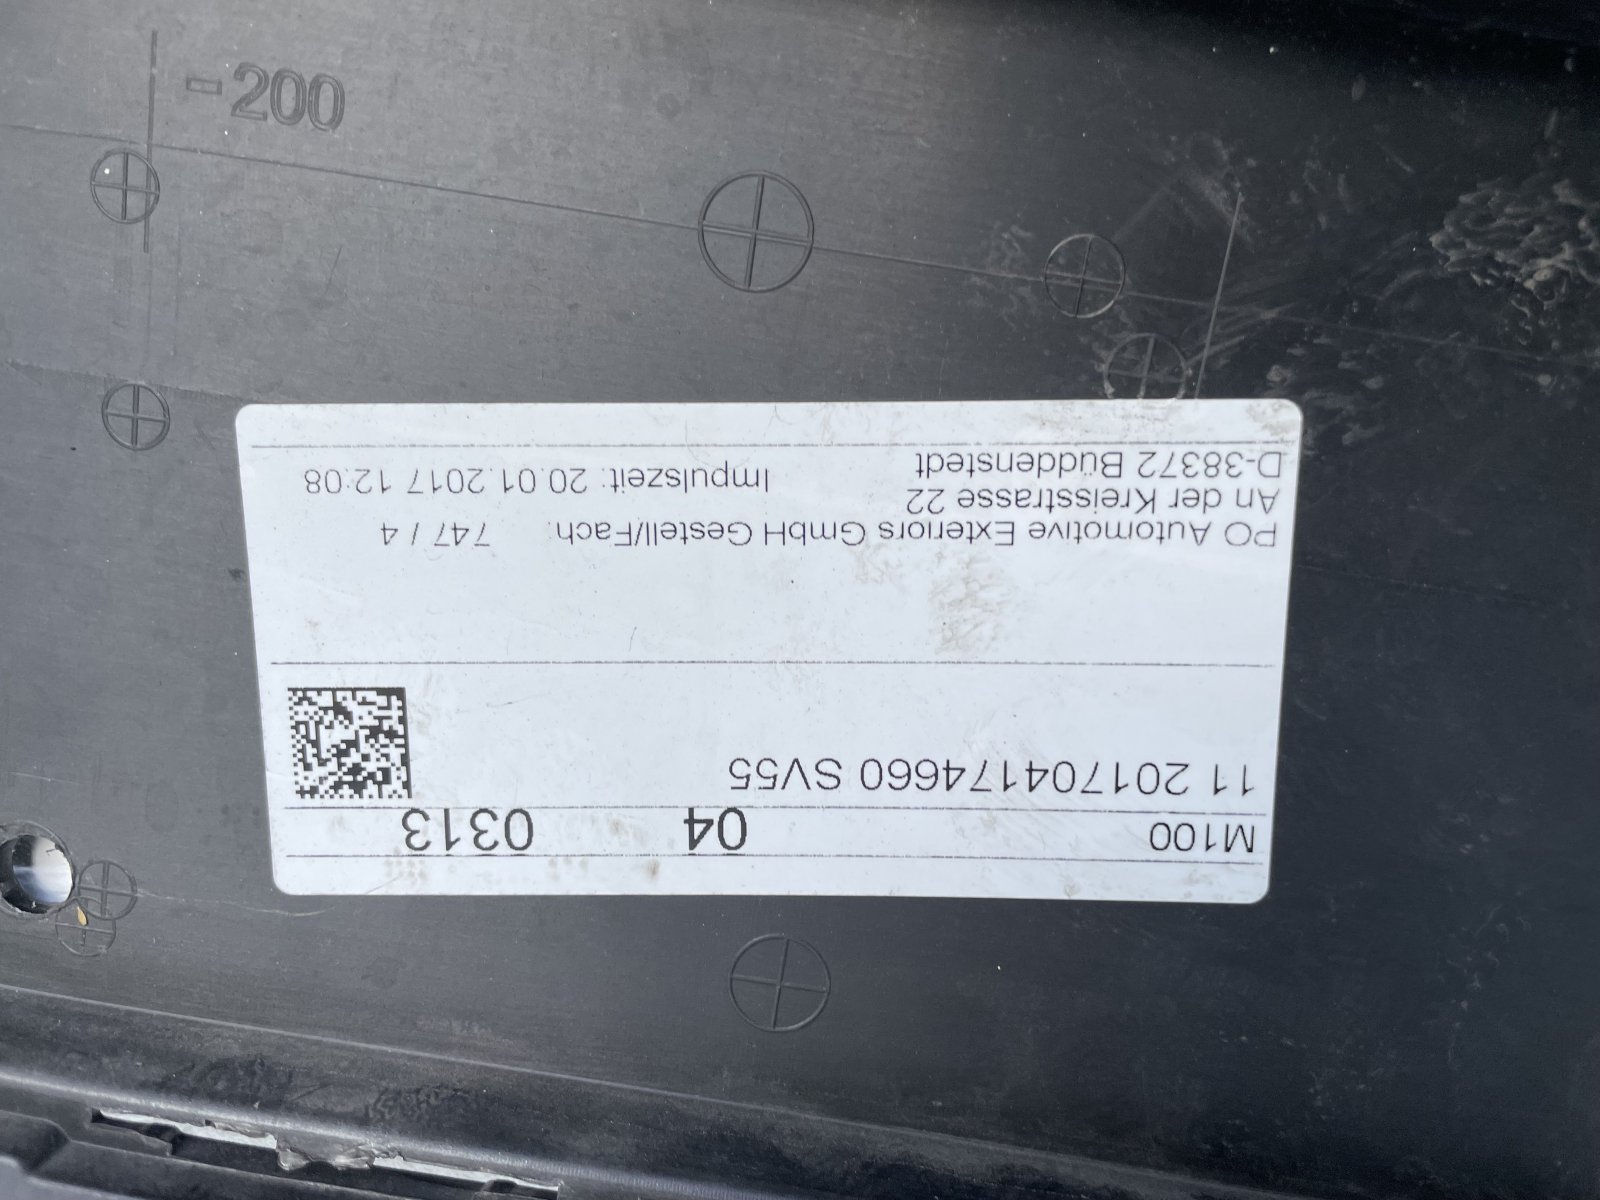 -200
M100 04 0313
11 201704174660 SV55
PO Automotive Exteriors GmbH Gestell/Fach: 747 / 4
An der Kreisstrasse 22
D-38372 Büddenstedt Impulszeit: 20.01.2017 12:08